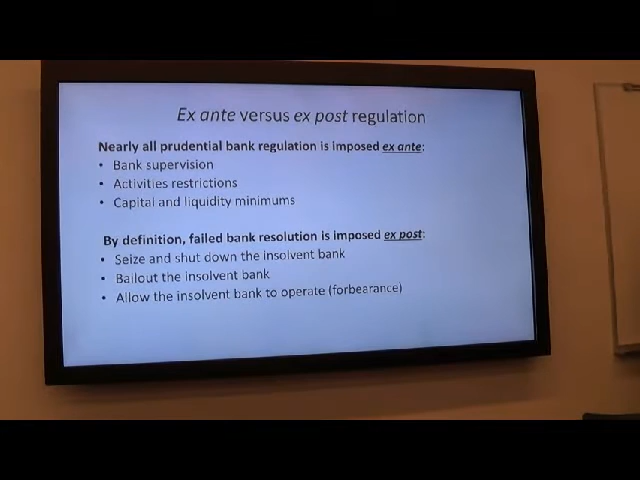 Ex ante versus ex post regulation
Nearly all prudential bank regulation is imposed ex ante:
• Bank supervision
• Activities restrictions
• Capital and liquidity minimums
By definition, failed bank resolution is imposed ex post:
• Seize and shut down the insolvent bank
• Bailout the insolvent bank
• Allow the insolvent bank to operate (forbearance)